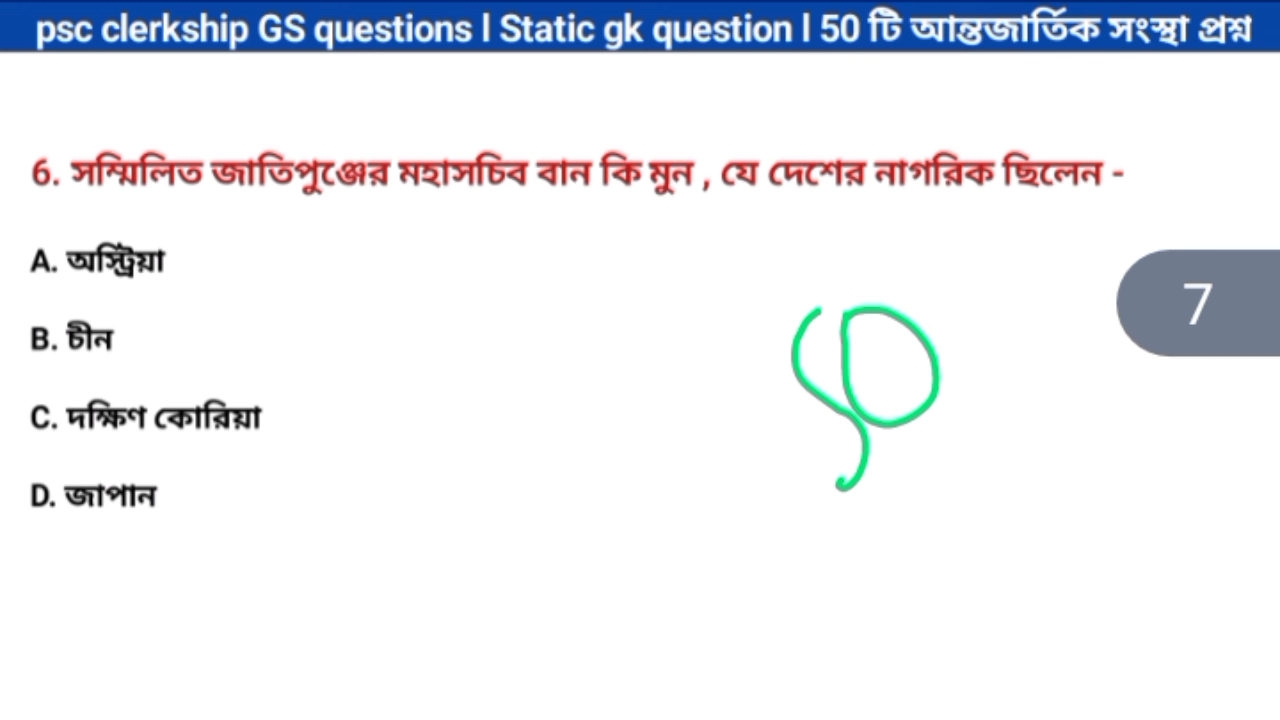 psc clerkship GS questions l Static gk question l 50 টি আন্তজার্তিক সংস্থা প্রশ্ন
6. সম্মিলিত জাতিপুঞ্জের মহাসচিব বান কি মুন , যে দেশের নাগরিক ছিলেন -
A. অস্ট্রিয়া
B. চীন
7
C. দক্ষিণ কোরিয়া
D. জাপান